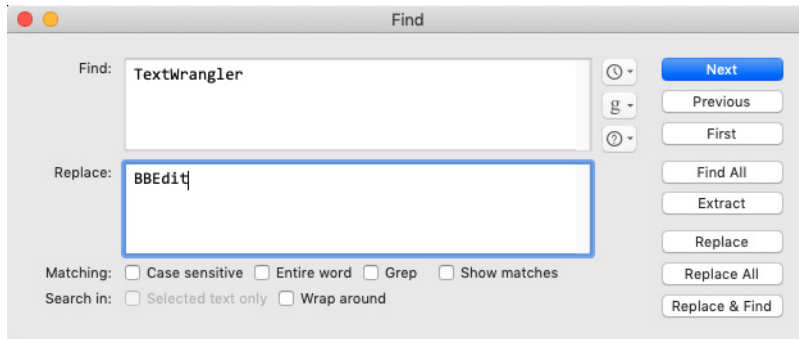 Find
Find: TextWrangler Next
g Previous
First
Replace: BBEdit Find All
Extract
Replace
Matching: Case sensitive Entire word Grep Show matches Replace All
Search in: Selected text only Wrap around Replace & Find